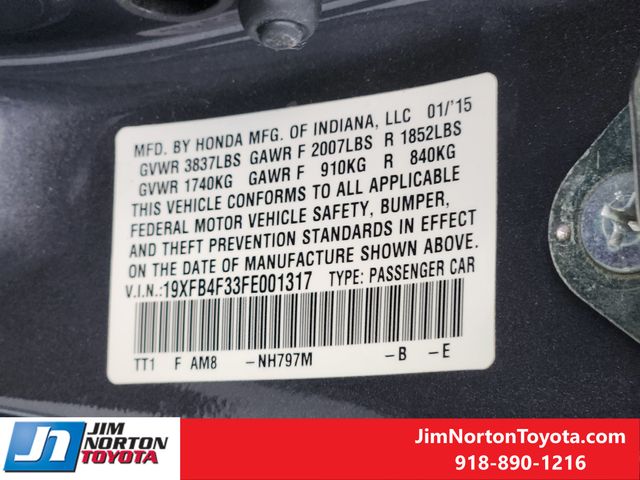 MFD. BY HONDA MFG. OF INDIANA, LLC 01/'15
GVWR 3837LBS GAWR F 2007LBS R 1852LBS
GVWR 1740KG GAWR F 910KG R 840KG
THIS VEHICLE CONFORMS TO ALL APPLICABLE
FEDERAL MOTOR VEHICLE SAFETY, BUMPER,
AND THEFT PREVENTION STANDARDS IN EFFECT
ON THE DATE OF MANUFACTURE SHOWN ABOVE.
V.I.N.:19XFB4F33FE001317 TYPE: PASSENGER CAR
TT1 F AM8 -NH797M -B -E
JN JIM
NORTON
TOYOTA
JimNortonToyota.com
918-890-1216